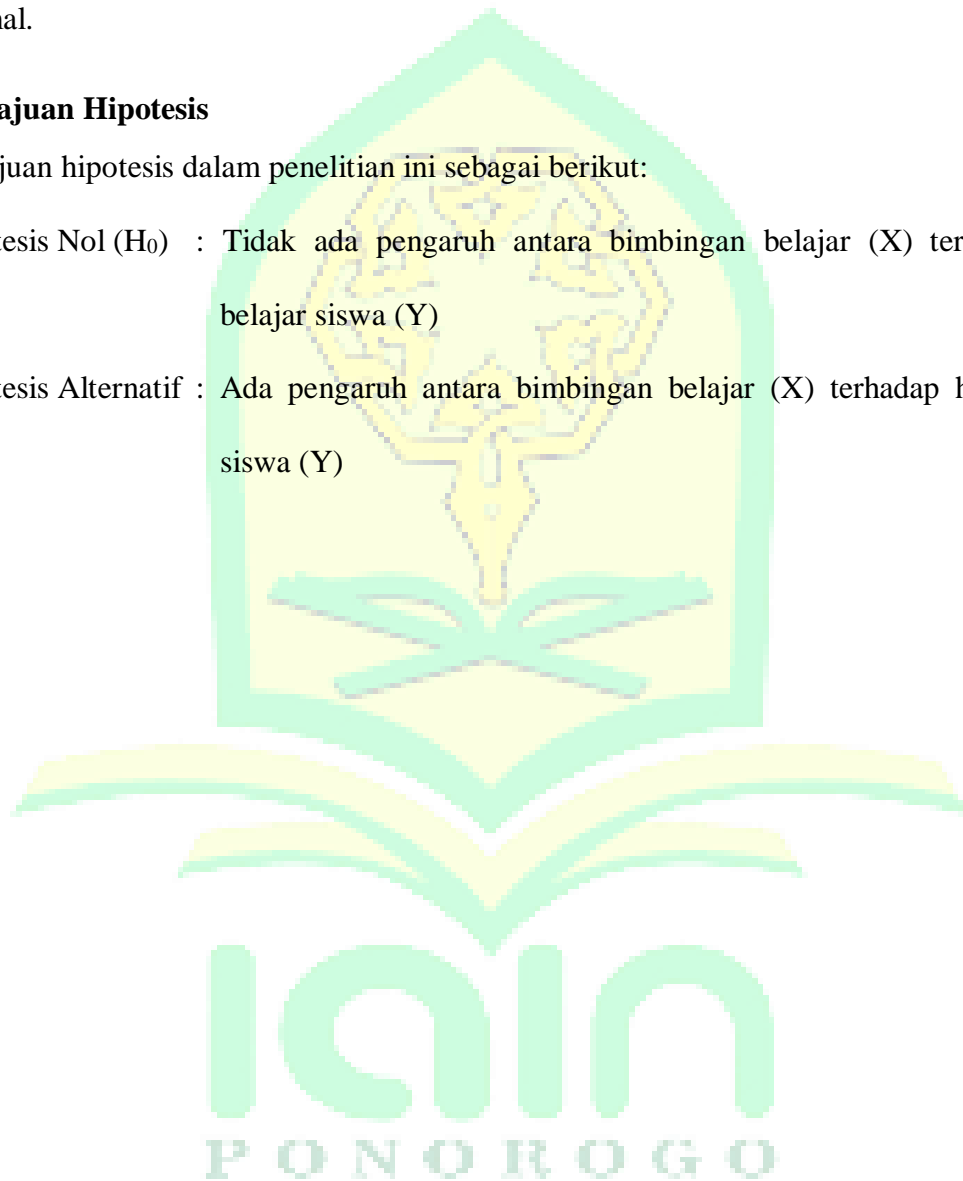 nal.
ajuan Hipotesis
juan hipotesis dalam penelitian ini sebagai berikut:
tesis Nol (H₀) : Tidak ada pengaruh antara bimbingan belajar (X) ter
belajar siswa (Y)
tesis Alternatif : Ada pengaruh antara bimbingan belajar (X) terhadap h
siswa (Y)
iain
PONOROGO